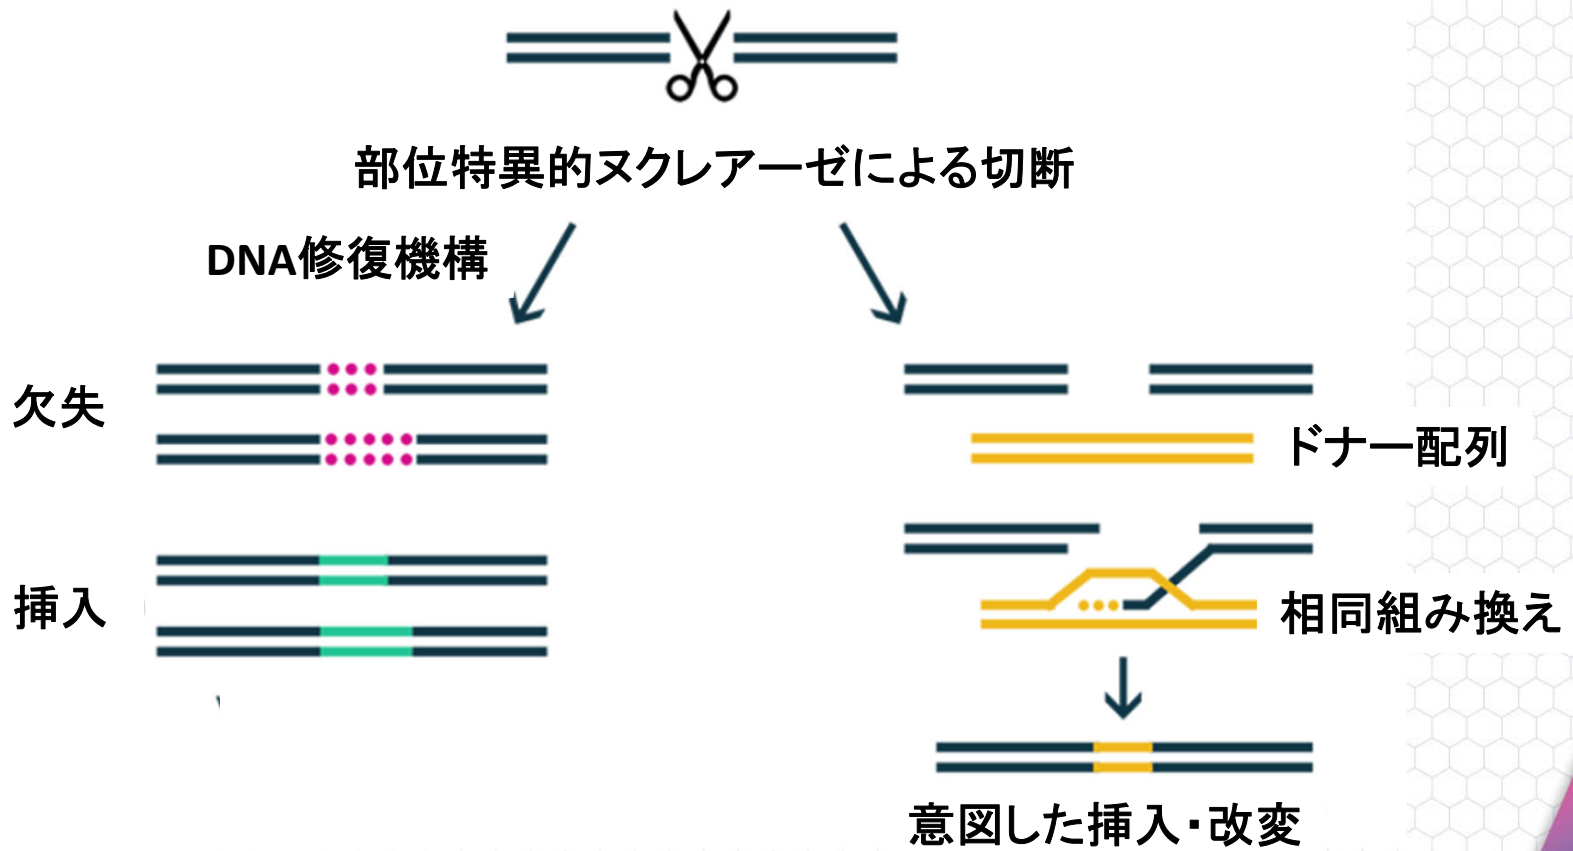 部位特異的ヌクレアーゼによる切断
DNA修復機構
欠失
ドナー配列
挿入
相同組み換え
意図した挿入・改変